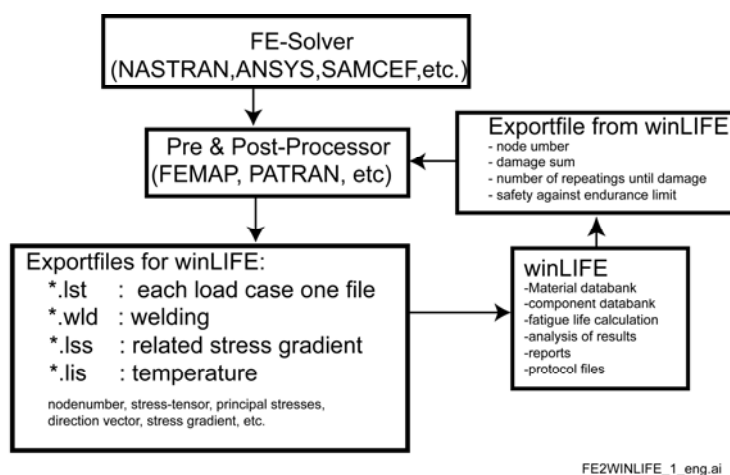 FE-Solver
(NASTRAN,ANSYS,SAMCEF,etc.)
Pre & Post-Processor
(FEMAP, PATRAN, etc)
Exportfile from winLIFE
- node umber
- damage sum
- number of repeatings until damage
- safety against endurance limit
Exportfiles for winLIFE:
*.lst : each load case one file
*.wld : welding
*.lss : related stress gradient
*.lis : temperature
nodenumber, stress-tensor, principal stresses,
direction vector, stress gradient, etc.
winLIFE
-Material databank
-component databank
-fatigue life calculation
-analysis of results
-reports
-protocol files
FE2WINLIFE_1_eng.ai